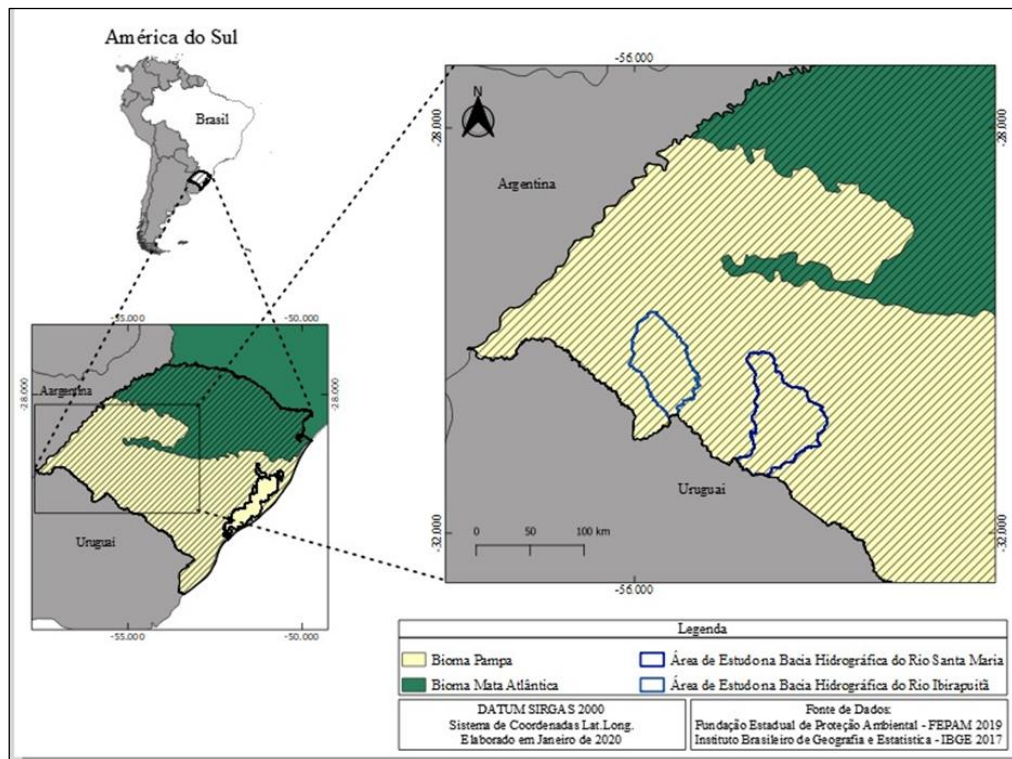 América do Sul
Brasil
-55.000
-50.000
-28.000
-28.000
Aargentina
Uruguai
-55.000
-50.000
-56.000
N
-28.000
-28.000
Argentina
Uruguai
0 50 100 km
-32.000
-32.000
-56.000
Legenda
Bioma Pampa
Área de Estudo na Bacia Hidrográfica do Rio Santa Maria
Bioma Mata Atlântica
Área de Estudo na Bacia Hidrográfica do Rio Ibirapuitã
DATUM SIRGAS 2000
Sistema de Coordenadas Lat.Long.
Elaborado em Janeiro de 2020
Fonte de Dados:
Fundação Estadual de Proteção Ambiental - FEPAM 2019
Instituto Brasileiro de Geografia e Estatistica - IBGE 2017